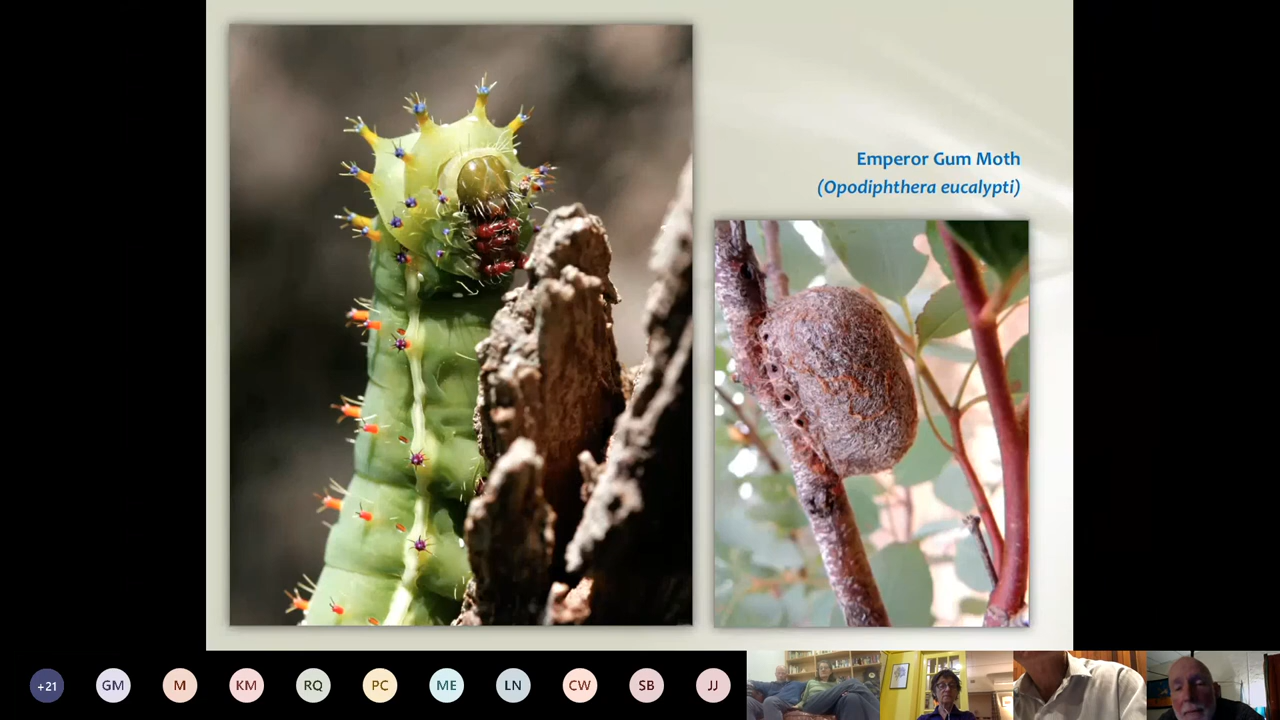 Emperor Gum Moth
(Opodiphthera eucalypti)
+21
GM
M
KM
RQ
PC
ME
LN
CW
SB
JJ